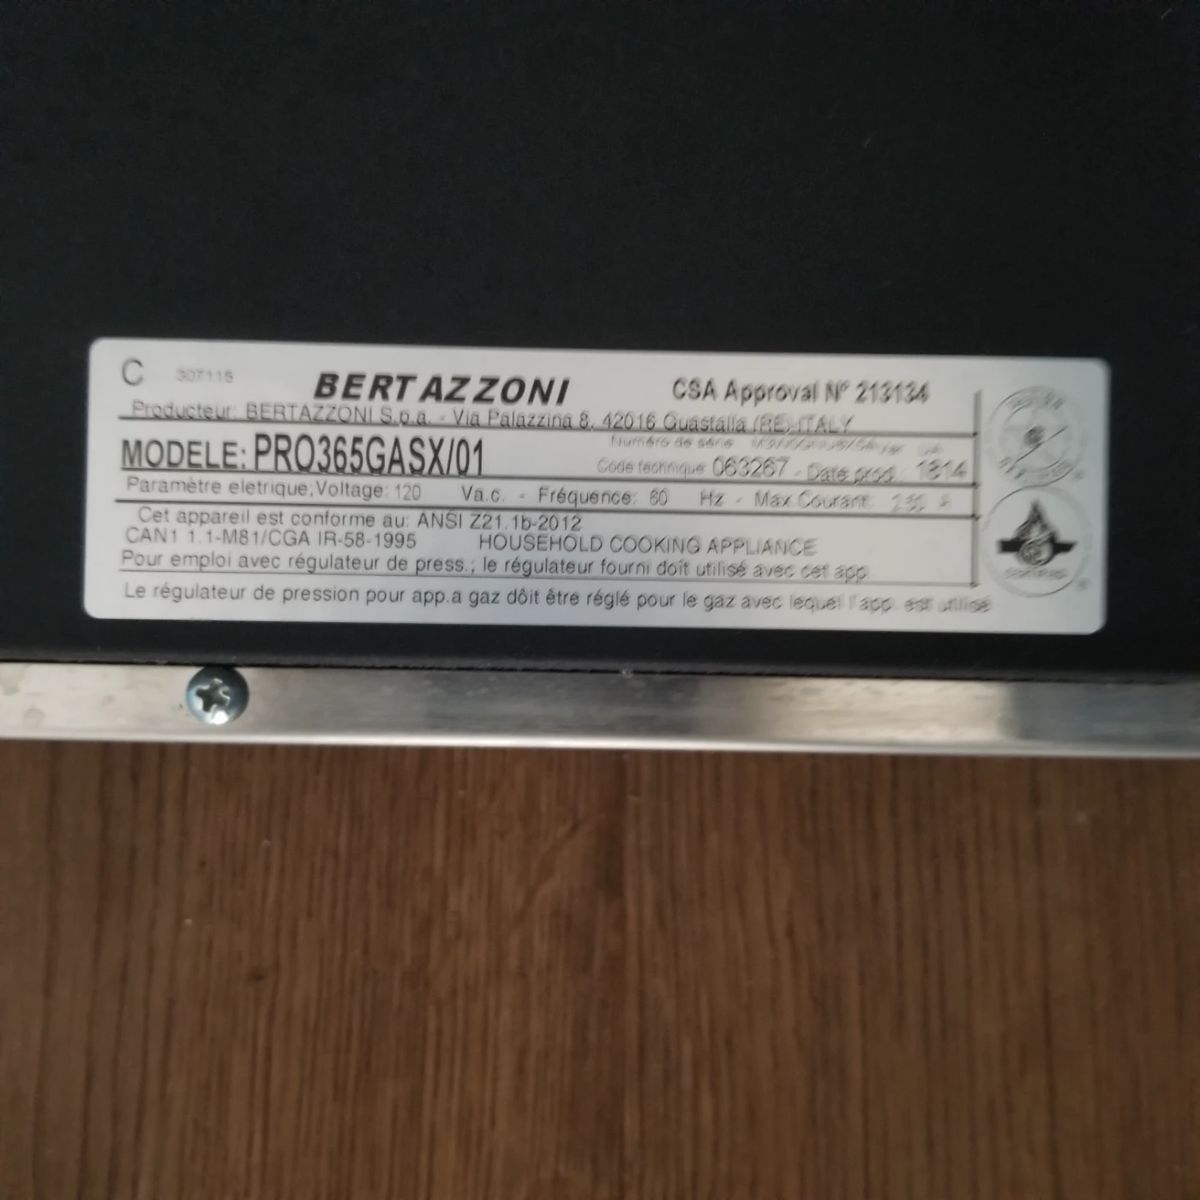 C 307115 BERTAZZONI CSA Approval N° 213134
Producteur: BERTAZZONI S.p.a. - Via Palazzina 8, 42016 Guastalla (RE)-ITALY
MODELE: PRO365GASX/01 Numéro de série
Code technique 063267 - Date prod.: 1814
Paramètre eletrique; Voltage: 120 Va.c. - Fréquence: 60 Hz - Max.Courant:
Cet appareil est conforme au: ANSI Z21.1b-2012
CAN1 1.1-M81/CGA IR-58-1995 HOUSEHOLD COOKING APPLIANCE
Pour emploi avec régulateur de press.; le régulateur fourni doit utilisé avec cet app
Le régulateur de pression pour app.a gaz dôit être réglé pour le gaz avec lequel l'app. est utilisé